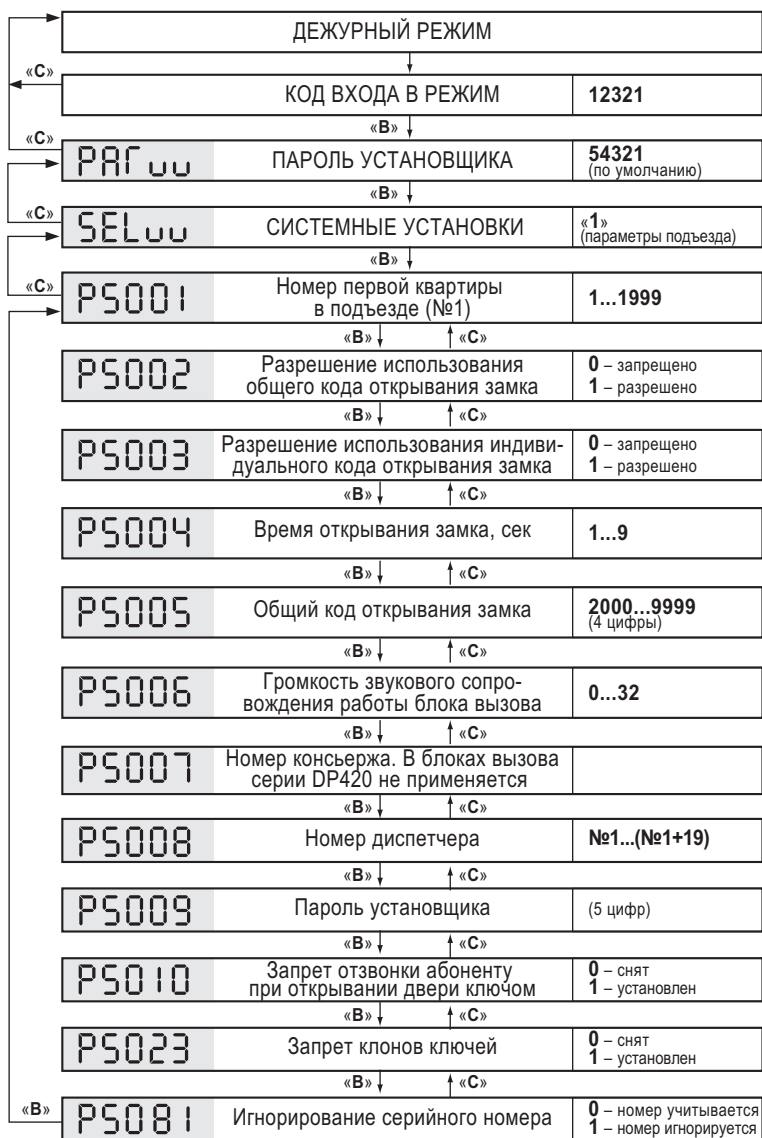 ДЕЖУРНЫЙ РЕЖИМ
«С»
КОД ВХОДА В РЕЖИМ 12321
«В»
«С»
PAГuu ПАРОЛЬ УСТАНОВЩИКА 54321
(по умолчанию)
«В»
«С»
SELuu СИСТЕМНЫЕ УСТАНОВКИ «1»
(параметры подъезда)
«В»
«С»
PS001 Номер первой квартиры
в подъезде (№1) 1...1999
«В» «С»
PS002 Разрешение использования
общего кода открывания замка
0 – запрещено
1 – разрешено
«В» «С»
PS003 Разрешение использования индиви-
дуального кода открывания замка
0 – запрещено
1 – разрешено
«В» «С»
PS004 Время открывания замка, сек 1...9
«В» «С»
PS005 Общий код открывания замка 2000...9999
(4 цифры)
«В» «С»
PS006 Громкость звукового сопро-
вождения работы блока вызова 0...32
«В» «С»
PS007 Номер консьержа. В блоках вызова
серии DP420 не применяется
«В» «С»
PS008 Номер диспетчера №1...(№1+19)
«В» «С»
PS009 Пароль установщика (5 цифр)
«В» «С»
PS010 Запрет отзвонки абоненту
при открывании двери ключом
0 – снят
1 – установлен
«В» «С»
PS023 Запрет клонов ключей
0 – снят
1 – установлен
«В» «С»
«В»
PS081 Игнорирование серийного номера
0 – номер учитывается
1 – номер игнорируется